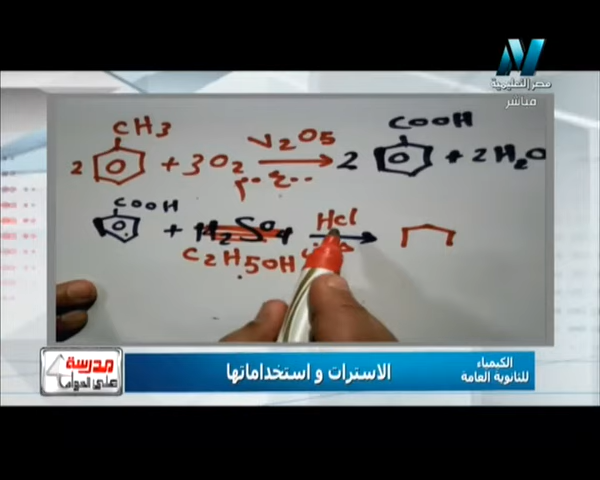 مصر التعليمية
مباشر
CH3 COOH
2 + 3O2 V2O5 2 + 2H2O
COOH
+ H2SO4 HCl
C2H5OH
الاسترات و استخداماتها
الكيمياء
للثانوية العامة
مدرسة
على الهواء